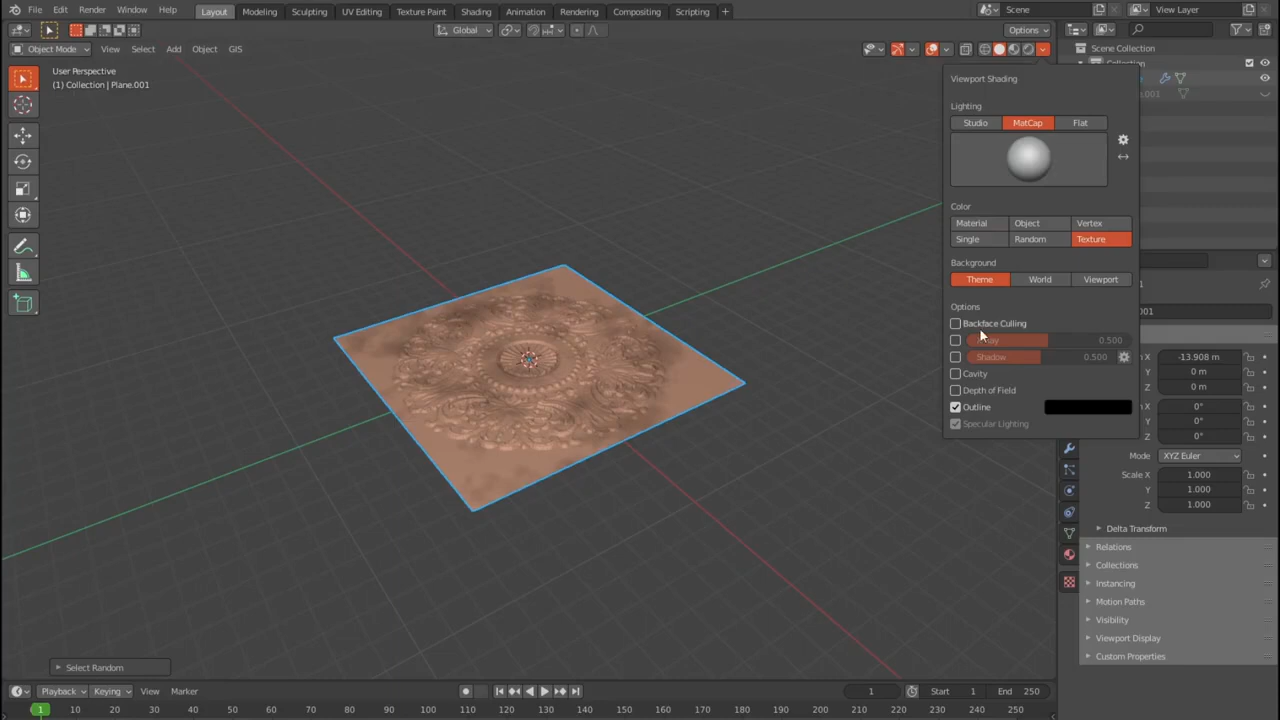 File Edit Render Window Help Layout Modeling Sculpting UV Editing Texture Paint Shading Animation Rendering Compositing Scripting Scene View Layer
Global Options
Object Mode View Select Add Object GIS Scene Collection
User Perspective
(1) Collection | Plane.001
Viewport Shading
Lighting
Studio MatCap Flat
Color
Material Object Vertex
Single Random Texture
Background
Theme World Viewport
Options
Backface Culling
0.500
Shadow 0.500
Cavity
Depth of Field
Outline
Specular Lighting
X -13.908 m
Y 0 m
0 m
X 0°
Y 0°
0°
Mode XYZ Euler
Scale X 1.000
Y 1.000
Z 1.000
Delta Transform
Relations
Collections
Instancing
Motion Paths
Visibility
Viewport Display
Custom Properties
Select Random
Playback Keying View Marker 1 Start 1 End 250
1 10 20 30 40 50 60 70 80 90 100 110 120 130 140 150 160 170 180 190 200 210 220 230 240 250